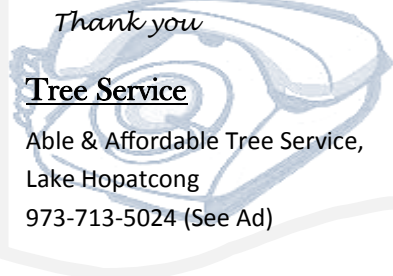 Thank you
Tree Service
Able & Affordable Tree Service,
Lake Hopatcong
973-713-5024 (See Ad)